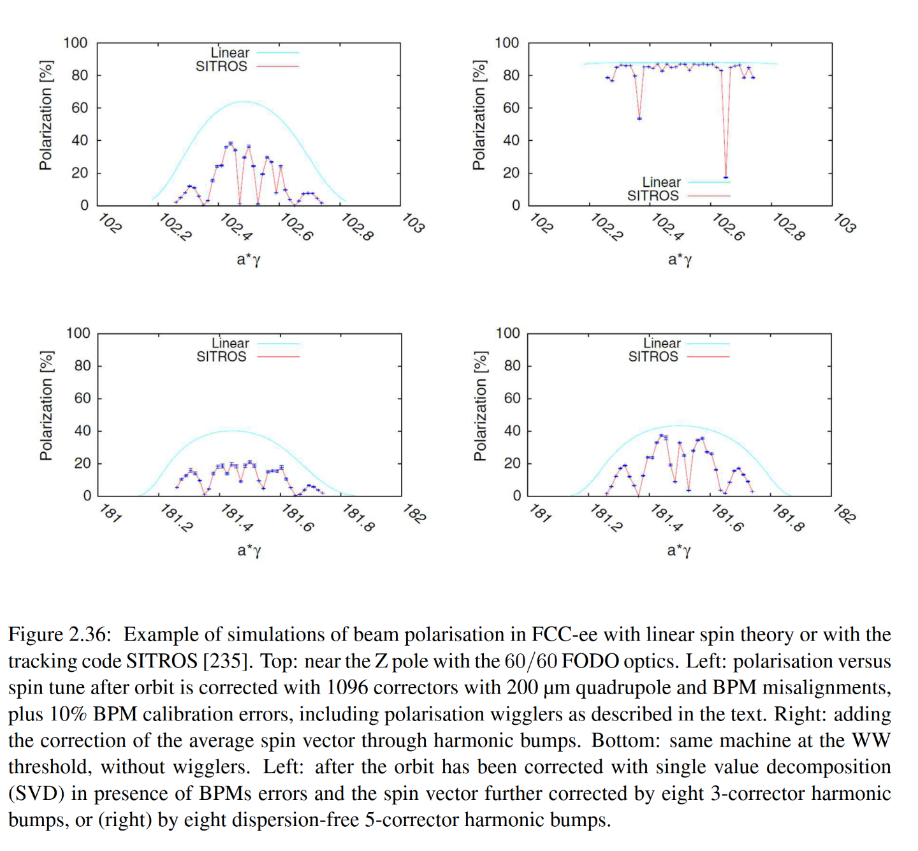 100
80
60
40
20
0
Polarization [%]
Linear
SITROS
102
102.2
102.4
102.6
102.8
103
a*γ
100
80
60
40
20
0
Polarization [%]
Linear
SITROS
102
102.2
102.4
102.6
102.8
103
a*γ
100
80
60
40
20
0
Polarization [%]
Linear
SITROS
181
181.2
181.4
181.6
181.8
182
a*γ
100
80
60
40
20
0
Polarization [%]
Linear
SITROS
181
181.2
181.4
181.6
181.8
182
a*γ
Figure 2.36: Example of simulations of beam polarisation in FCC-ee with linear spin theory or with the
tracking code SITROS [235]. Top: near the Z pole with the 60/60 FODO optics. Left: polarisation versus
spin tune after orbit is corrected with 1096 correctors with 200 µm quadrupole and BPM misalignments,
plus 10% BPM calibration errors, including polarisation wigglers as described in the text. Right: adding
the correction of the average spin vector through harmonic bumps. Bottom: same machine at the WW
threshold, without wigglers. Left: after the orbit has been corrected with single value decomposition
(SVD) in presence of BPMs errors and the spin vector further corrected by eight 3-corrector harmonic
bumps, or (right) by eight dispersion-free 5-corrector harmonic bumps.